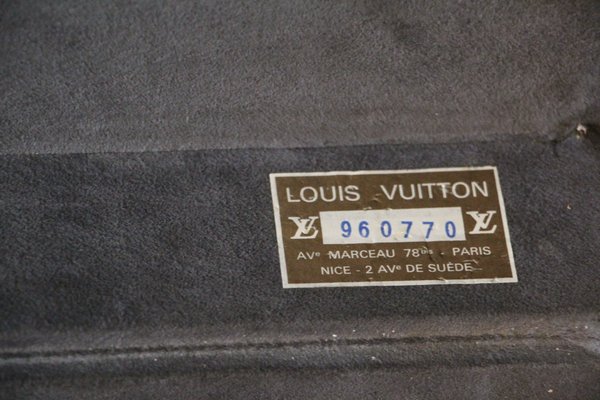 LOUIS VUITTON
LV 960770 LV
AVᵉ MARCEAU 78ᵇⁱˢ . PARIS
NICE - 2 AVᵉ DE SUÈDE